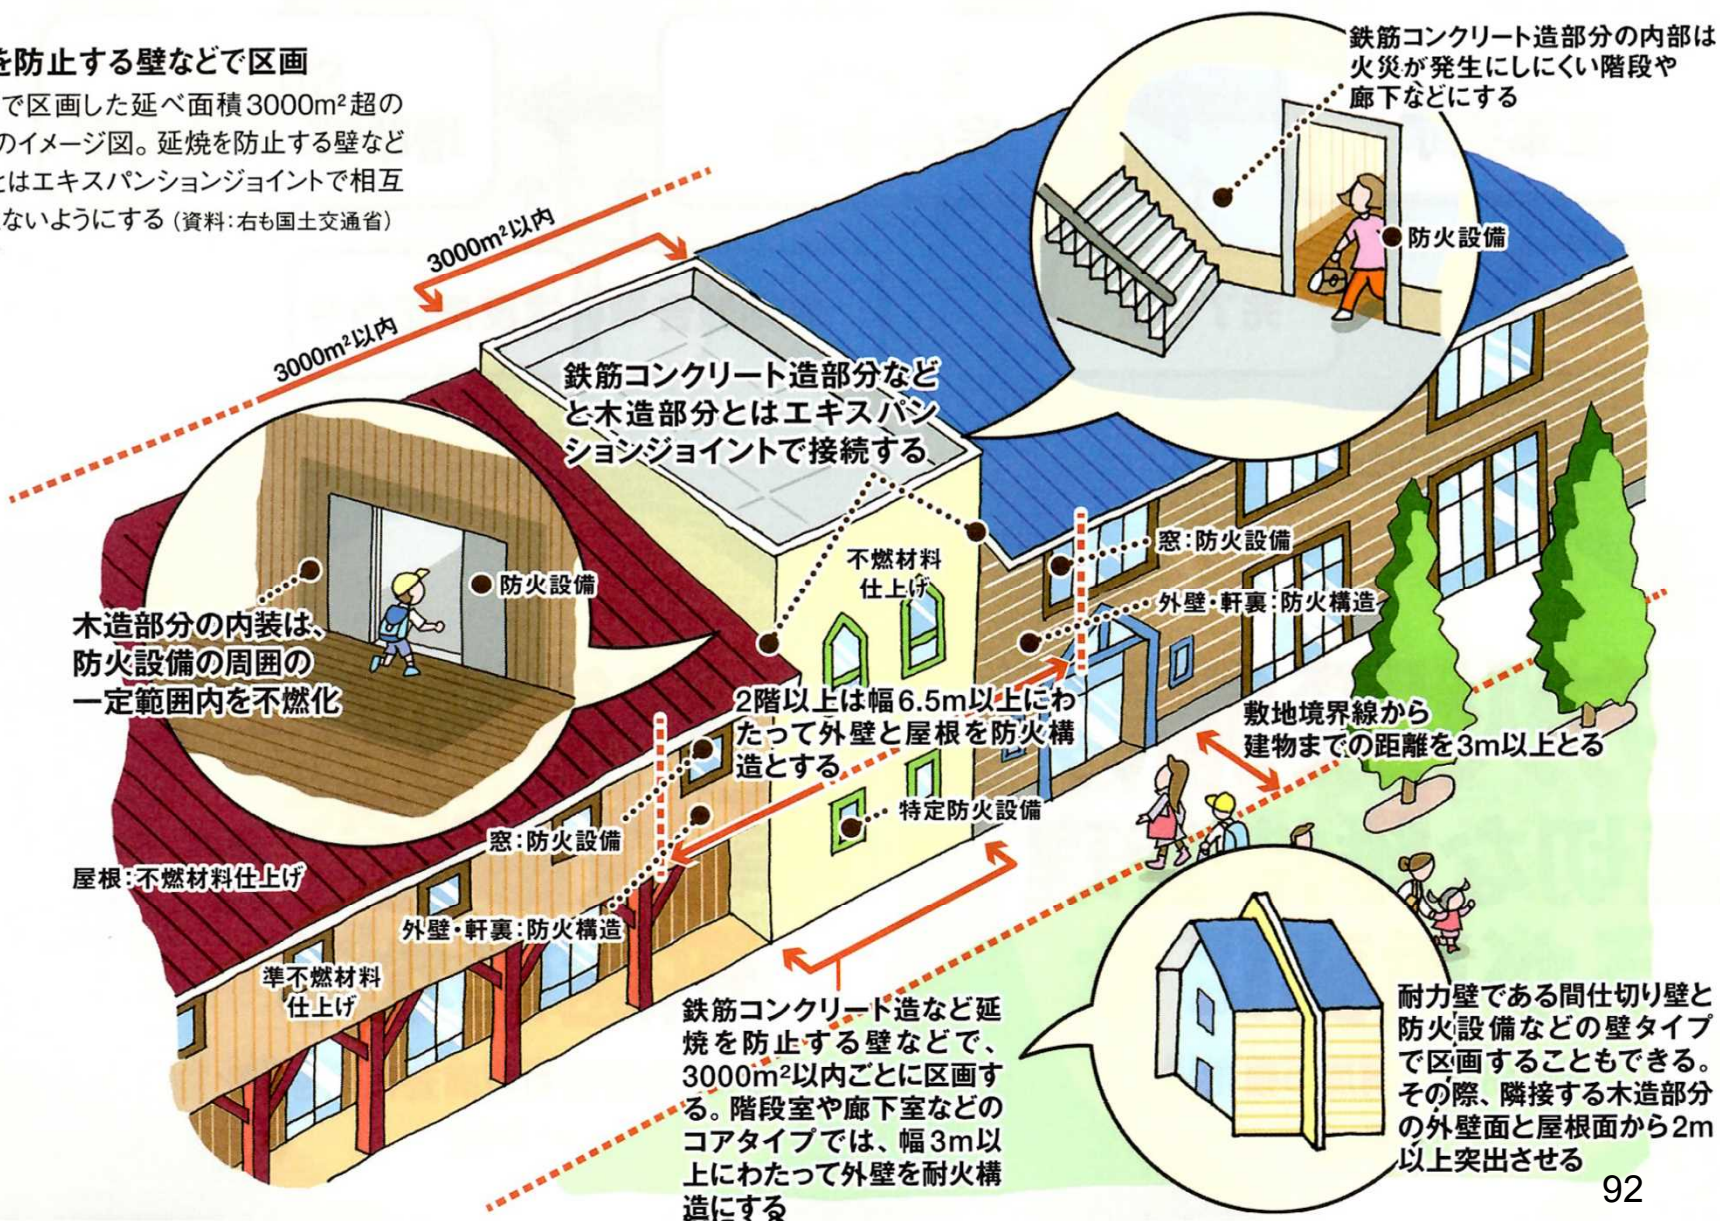 を防止する壁などで区画
で区画した延べ面積3000m²超の
のイメージ図。延焼を防止する壁など
とはエキスパンションジョイントで相互
ないようにする(資料:右も国土交通省)
鉄筋コンクリート造部分の内部は
火災が発生にしにくい階段や
廊下などにする
防火設備
3000m²以内
3000m²以内
鉄筋コンクリート造部分など
と木造部分とはエキスパン
ションジョイントで接続する
不燃材料
仕上げ
窓:防火設備
外壁・軒裏:防火構造
防火設備
木造部分の内装は、
防火設備の周囲の
一定範囲内を不燃化
2階以上は幅6.5m以上にわ
たって外壁と屋根を防火構
造とする
敷地境界線から
建物までの距離を3m以上とる
特定防火設備
窓:防火設備
屋根:不燃材料仕上げ
外壁・軒裏:防火構造
準不燃材料
仕上げ
鉄筋コンクリート造など延
焼を防止する壁などで、
3000m²以内ごとに区画す
る。階段室や廊下室などの
コアタイプでは、幅3m以
上にわたって外壁を耐火構
造にする
耐力壁である間仕切り壁と
防火設備などの壁タイプ
で区画することもできる。
その際、隣接する木造部分
の外壁面と屋根面から2m
以上突出させる
92